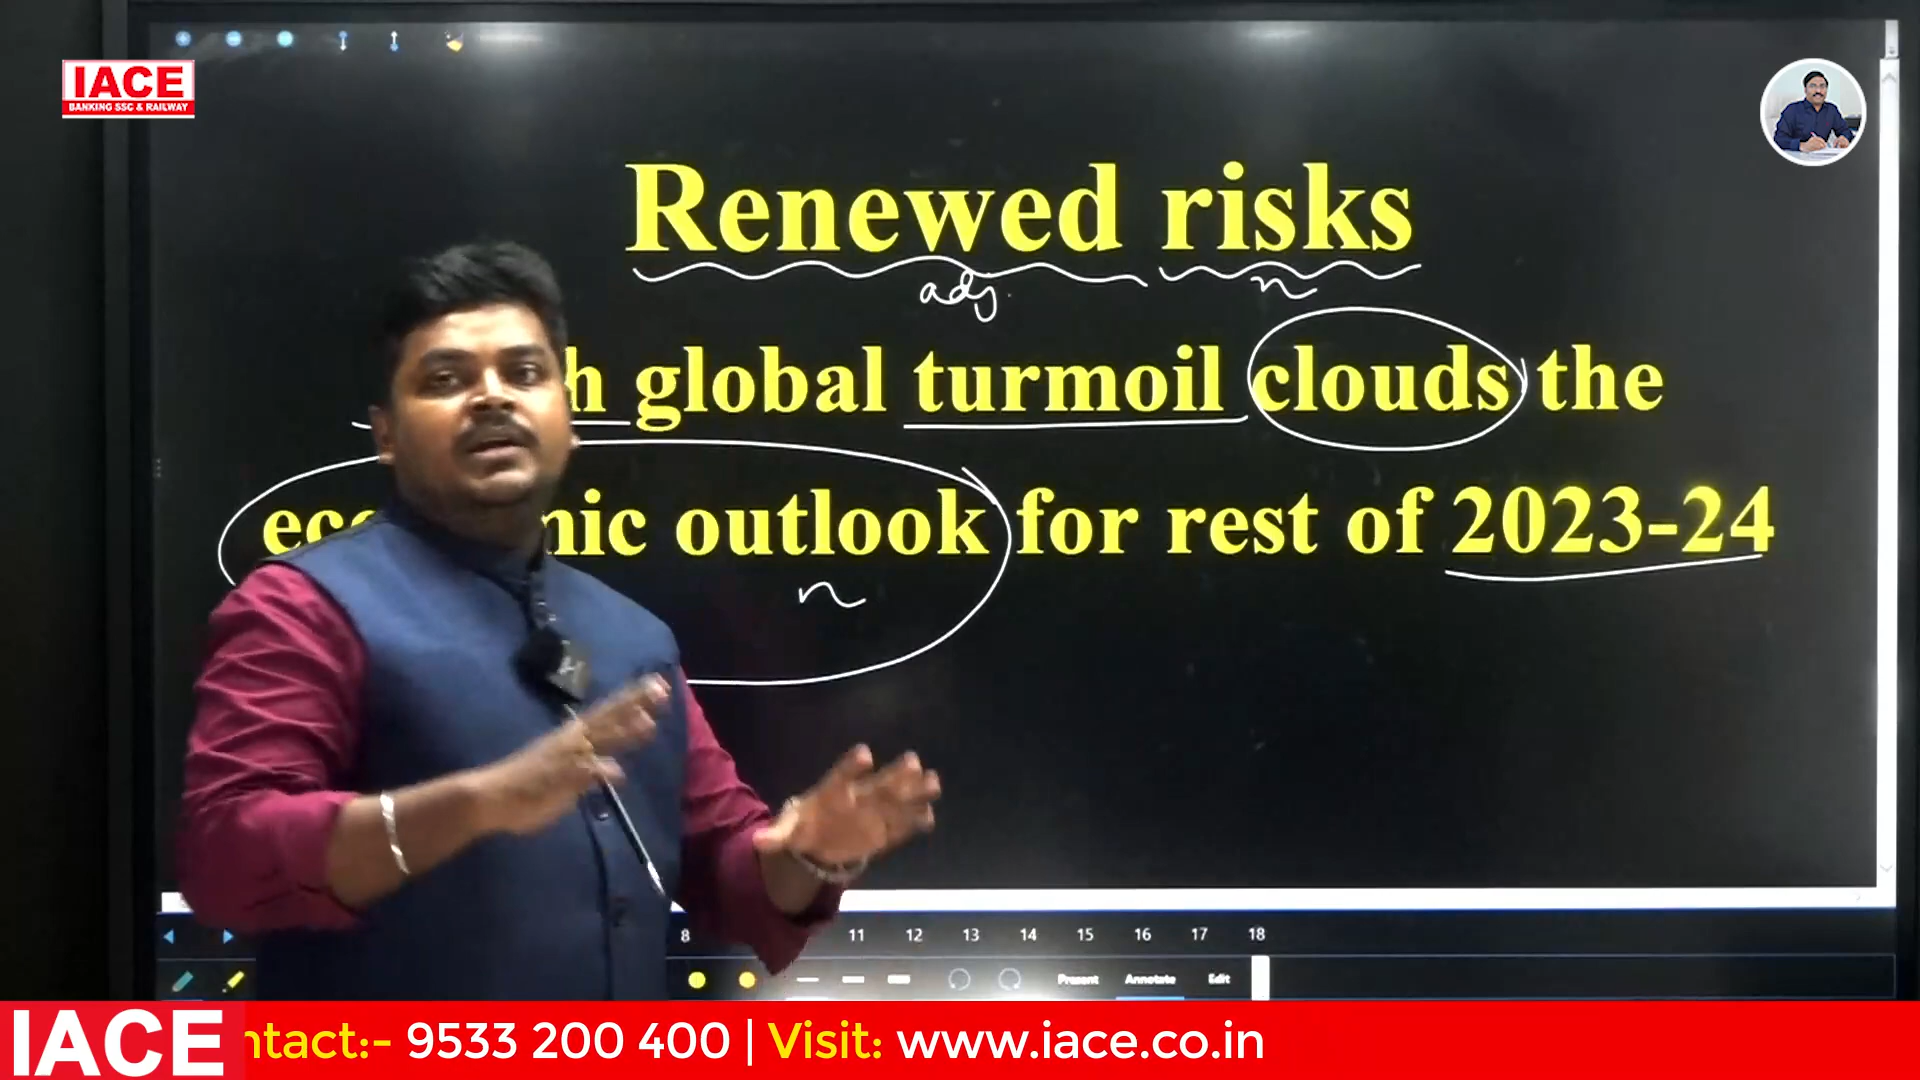 IACE
BANKING SSC & RAILWAY
Renewed risks
adj.
n
global turmoil clouds the
outlook for rest of 2023-24
n
8 11 12 13 14 15 16 17 18
Present Annotate Edit
IACE ntact:- 9533 200 400 | Visit: www.iace.co.in